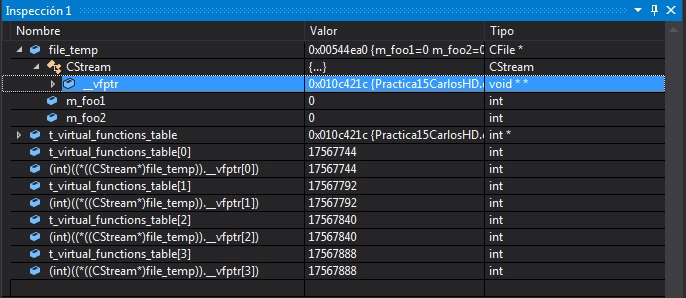 Inspección 1
Nombre Valor Tipo
file_temp 0x00544ea0 {m_foo1=0 m_foo2=0 CFile *
CStream {...} CStream
__vfptr 0x010c421c {Practica15CarlosHD. void * *
m_foo1 0 int
m_foo2 0 int
t_virtual_functions_table 0x010c421c {Practica15CarlosHD. int *
t_virtual_functions_table[0] 17567744 int
(int)((*((CStream*)file_temp)).__vfptr[0]) 17567744 int
t_virtual_functions_table[1] 17567792 int
(int)((*((CStream*)file_temp)).__vfptr[1]) 17567792 int
t_virtual_functions_table[2] 17567840 int
(int)((*((CStream*)file_temp)).__vfptr[2]) 17567840 int
t_virtual_functions_table[3] 17567888 int
(int)((*((CStream*)file_temp)).__vfptr[3]) 17567888 int